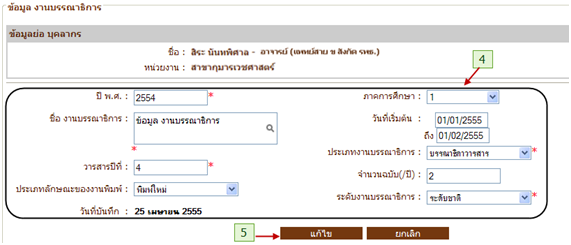 ข้อมูล งานบรรณาธิการ
ข้อมูลย่อ บุคลากร
ชื่อ : สิระ นันทพิศาล - อาจารย์ (แพทย์สาย ข สังกัด รพธ.)
หน่วยงาน : สาขากุมารเวชศาสตร์
4
ปี พ.ศ. : 2554 * ภาคการศึกษา : 1
ชื่อ งานบรรณาธิการ : ข้อมูล งานบรรณาธิการ * วันที่เริ่มต้น : 01/01/2555
ถึง 01/02/2555
ประเภทงานบรรณาธิการ : บรรณาธิการวารสาร *
วารสารปีที่ : 4 * จำนวนฉบับ(/ปี) : 2
ประเภทลักษณะของงานพิมพ์ : พิมพ์ใหม่ ระดับงานบรรณาธิการ : ระดับชาติ *
วันที่บันทึก : 25 เมษายน 2555
5 แก้ไข ยกเลิก